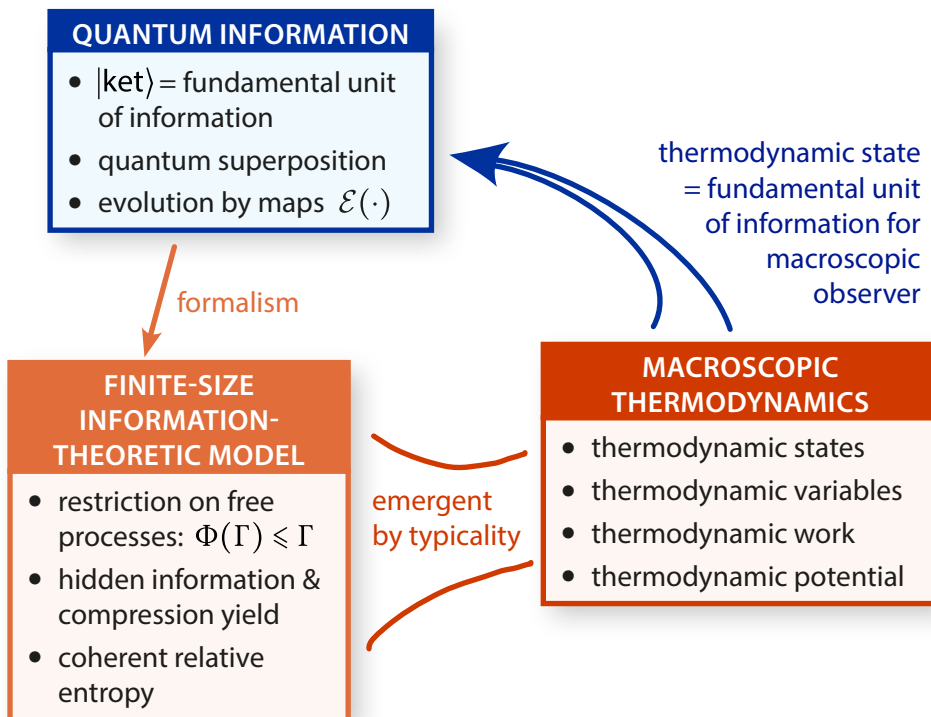 QUANTUM INFORMATION
• |ket⟩ = fundamental unit
of information
• quantum superposition
• evolution by maps ℰ(·)
thermodynamic state
= fundamental unit
of information for
macroscopic
observer
formalism
FINITE-SIZE
INFORMATION-
THEORETIC MODEL
• restriction on free
processes: Φ(Γ) ⩽ Γ
• hidden information &
compression yield
• coherent relative
entropy
emergent
by typicality
MACROSCOPIC
THERMODYNAMICS
• thermodynamic states
• thermodynamic variables
• thermodynamic work
• thermodynamic potential